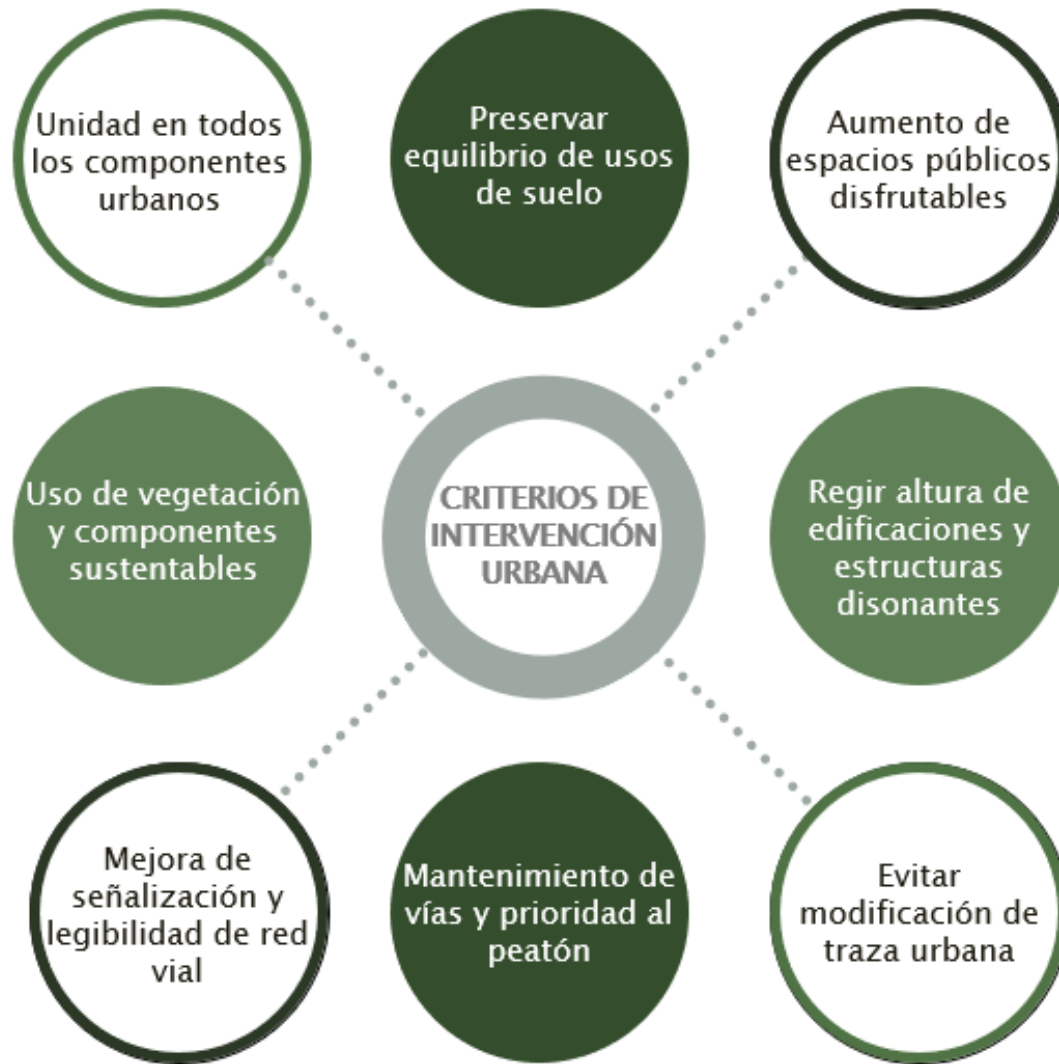 Unidad en todos
los componentes
urbanos
Preservar
equilibrio de usos
de suelo
Aumento de
espacios públicos
disfrutables
Uso de vegetación
y componentes
sustentables
CRITERIOS DE
INTERVENCIÓN
URBANA
Regir altura de
edificaciones y
estructuras
disonantes
Mejora de
señalización y
legibilidad de red
vial
Mantenimiento de
vías y prioridad al
peatón
Evitar
modificación de
traza urbana